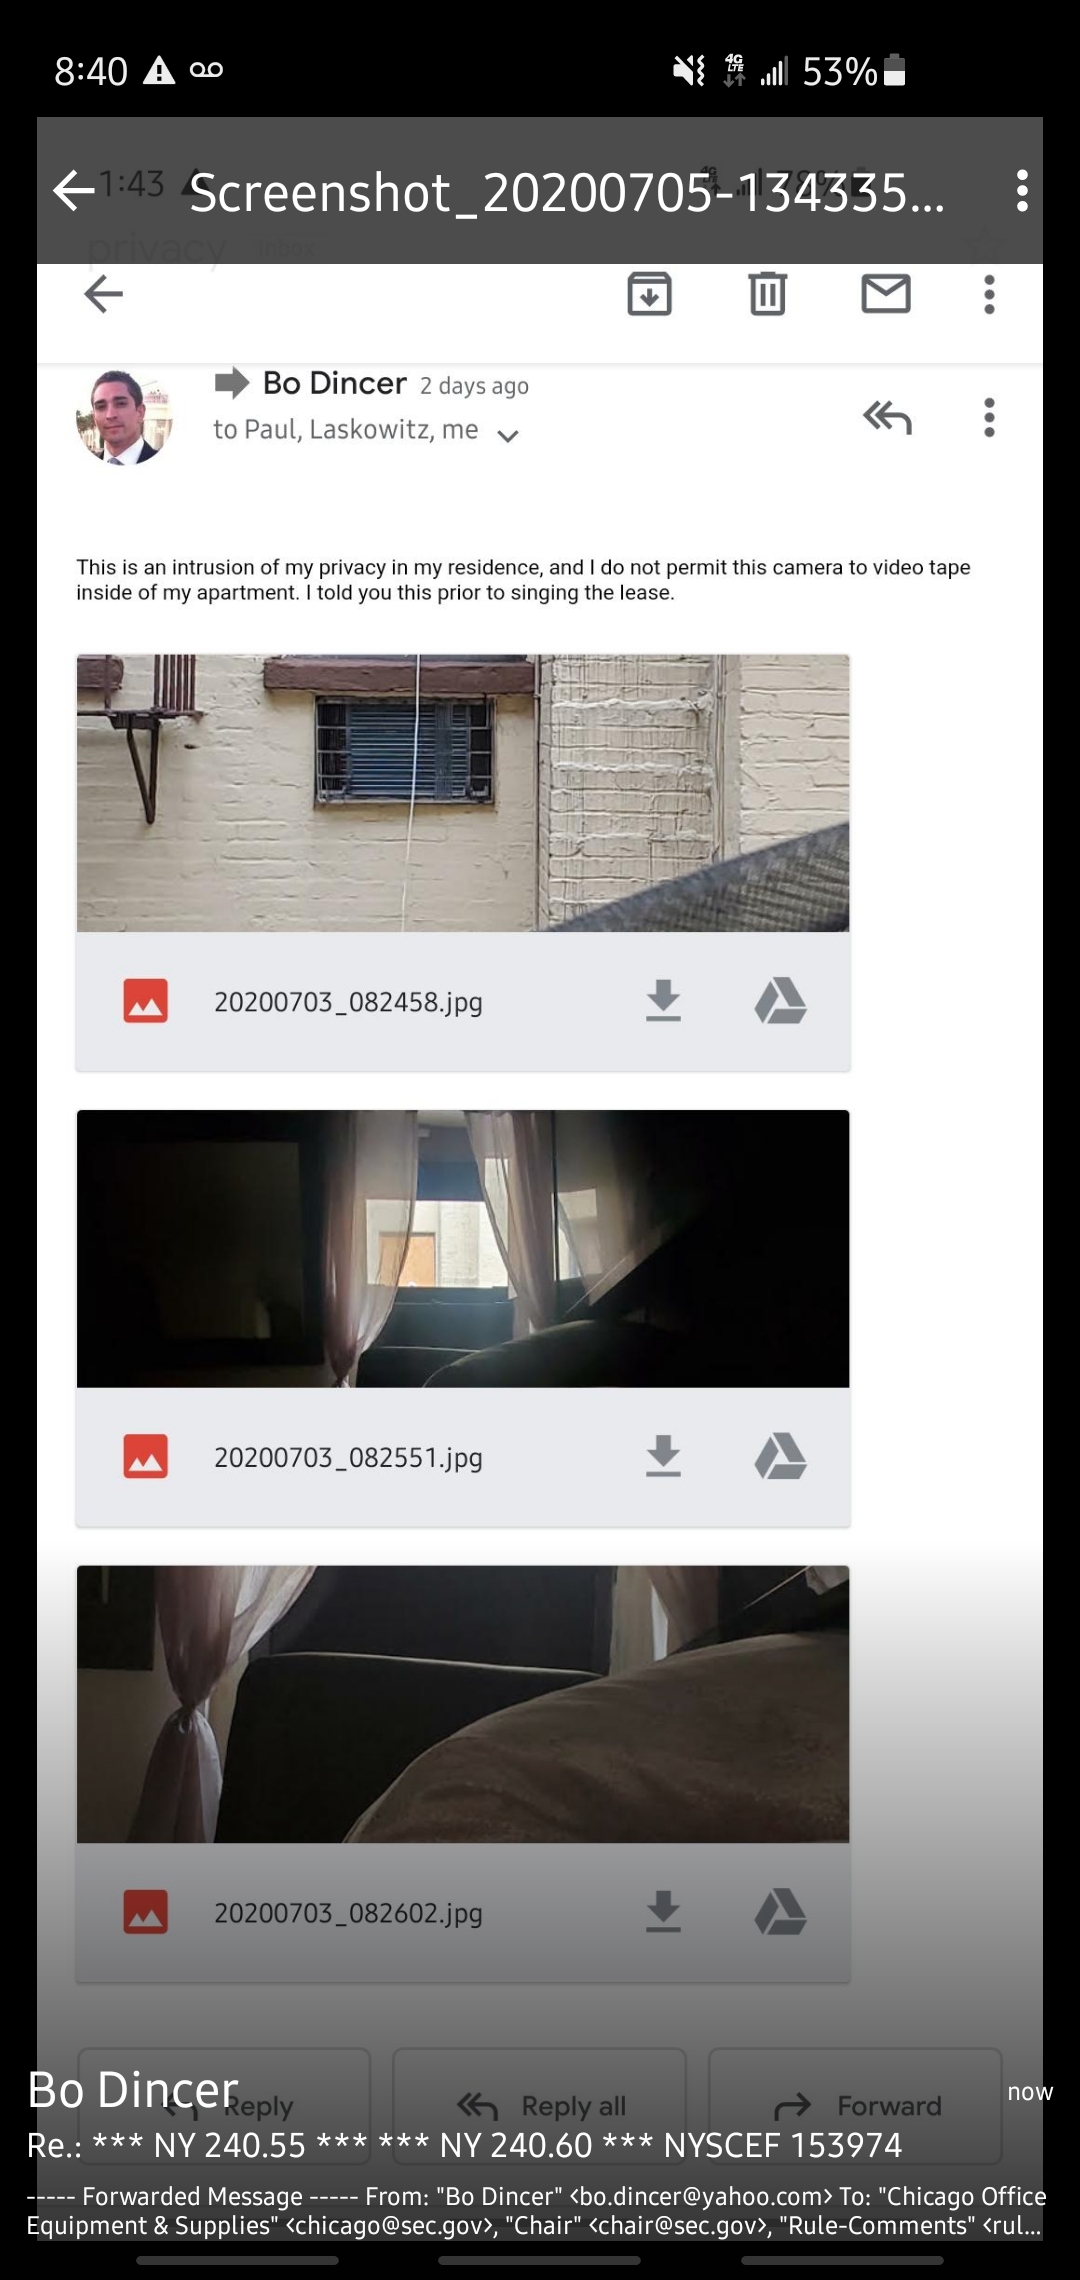 8:40
4G LTE 53%
1:43 78%
Screenshot_20200705-134335...
privacy Inbox
Bo Dincer 2 days ago
to Paul, Laskowitz, me
This is an intrusion of my privacy in my residence, and I do not permit this camera to video tape
inside of my apartment. I told you this prior to singing the lease.
20200703_082458.jpg
20200703_082551.jpg
20200703_082602.jpg
Reply Reply all Forward
Bo Dincer now
Re.: *** NY 240.55 *** *** NY 240.60 *** NYSCEF 153974
----- Forwarded Message ----- From: "Bo Dincer" <bo.dincer@yahoo.com> To: "Chicago Office
Equipment & Supplies" <chicago@sec.gov>, "Chair" <chair@sec.gov>, "Rule-Comments" <rul...